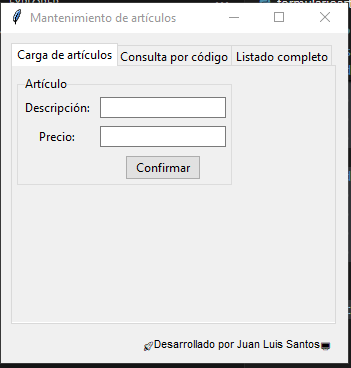 Mantenimiento de artículos
Carga de artículos Consulta por código Listado completo
Artículo
Descripción:
Precio:
Confirmar
🚀Desarrollado por Juan Luis Santos💻